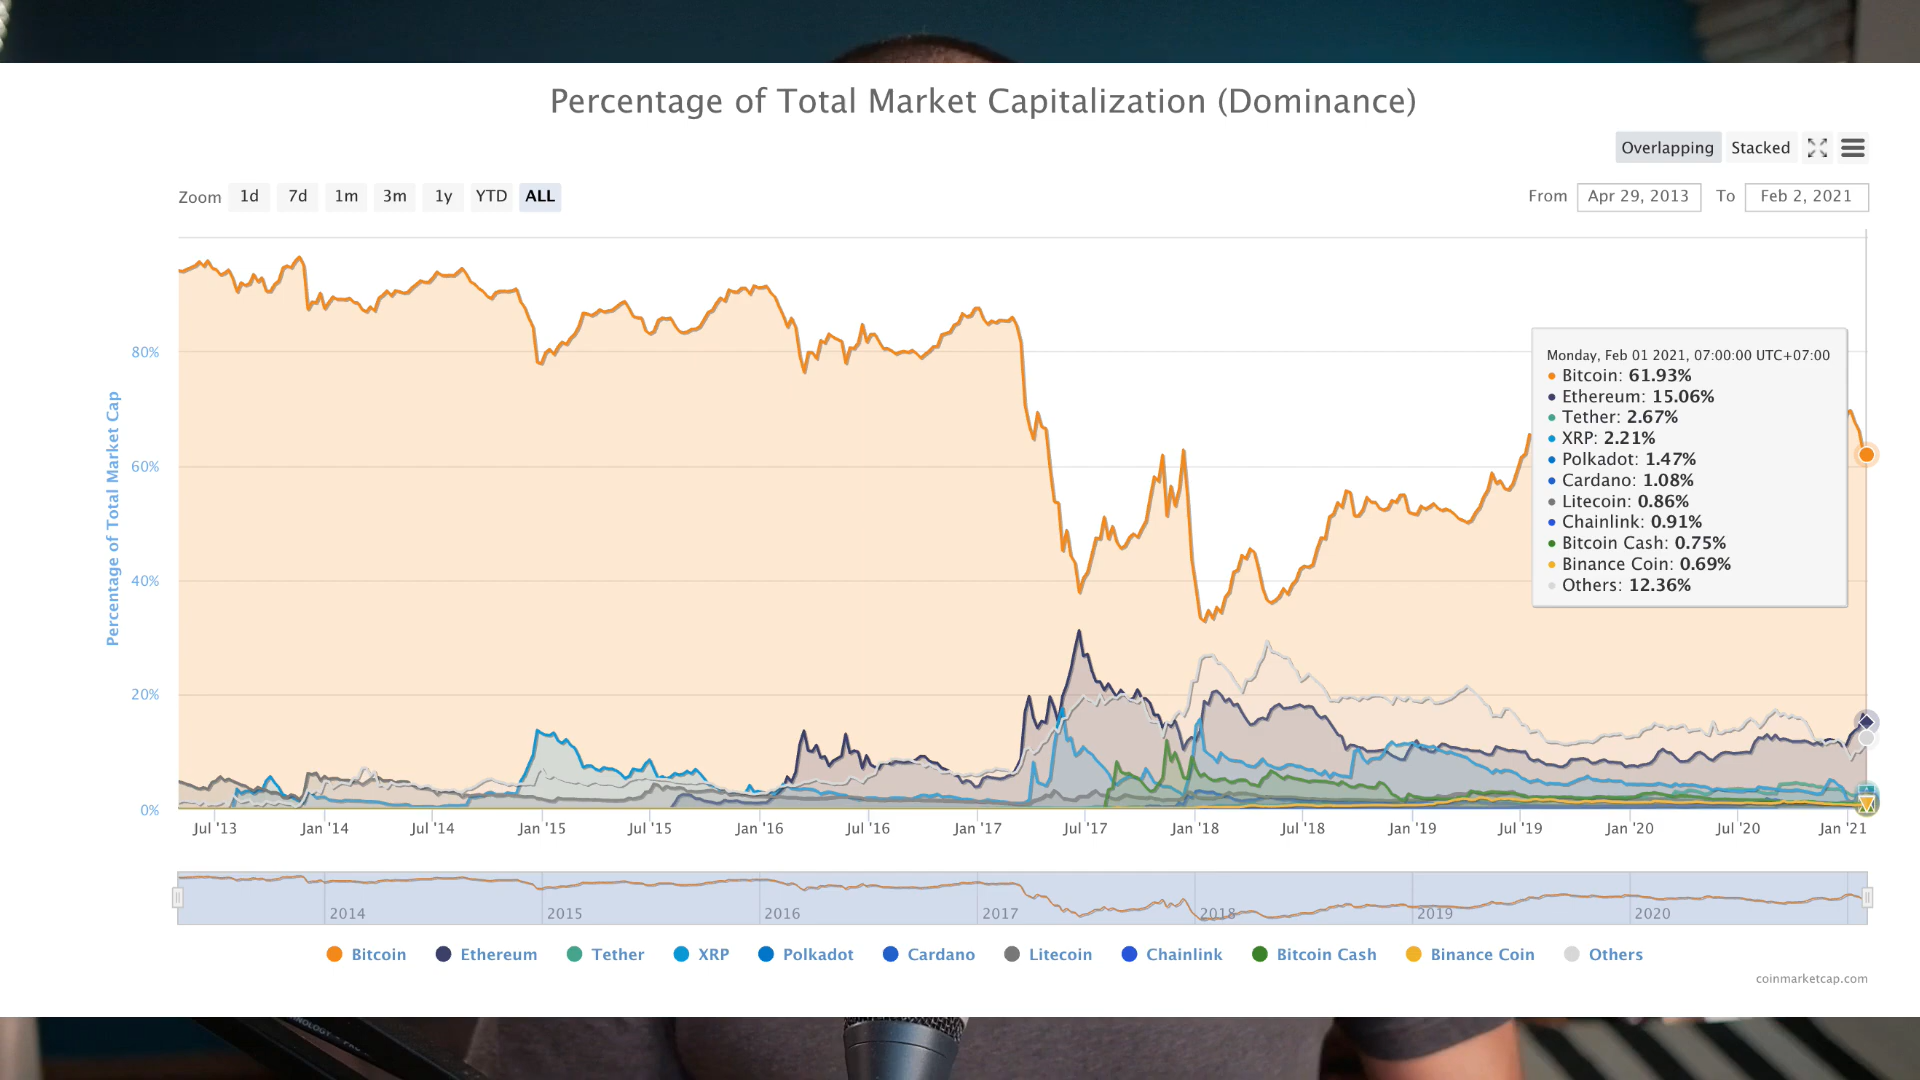 Percentage of Total Market Capitalization (Dominance)
Overlapping Stacked
Zoom 1d 7d 1m 3m 1y YTD ALL
From Apr 29, 2013 To Feb 2, 2021
Percentage of Total Market Cap
80%
60%
40%
20%
0%
Monday, Feb 01 2021, 07:00:00 UTC+07:00
Bitcoin: 61.93%
Ethereum: 15.06%
Tether: 2.67%
XRP: 2.21%
Polkadot: 1.47%
Cardano: 1.08%
Litecoin: 0.86%
Chainlink: 0.91%
Bitcoin Cash: 0.75%
Binance Coin: 0.69%
Others: 12.36%
Jul '13 Jan '14 Jul '14 Jan '15 Jul '15 Jan '16 Jul '16 Jan '17 Jul '17 Jan '18 Jul '18 Jan '19 Jul '19 Jan '20 Jul '20 Jan '21
2014 2015 2016 2017 2018 2019 2020
Bitcoin Ethereum Tether XRP Polkadot Cardano Litecoin Chainlink Bitcoin Cash Binance Coin Others
coinmarketcap.com